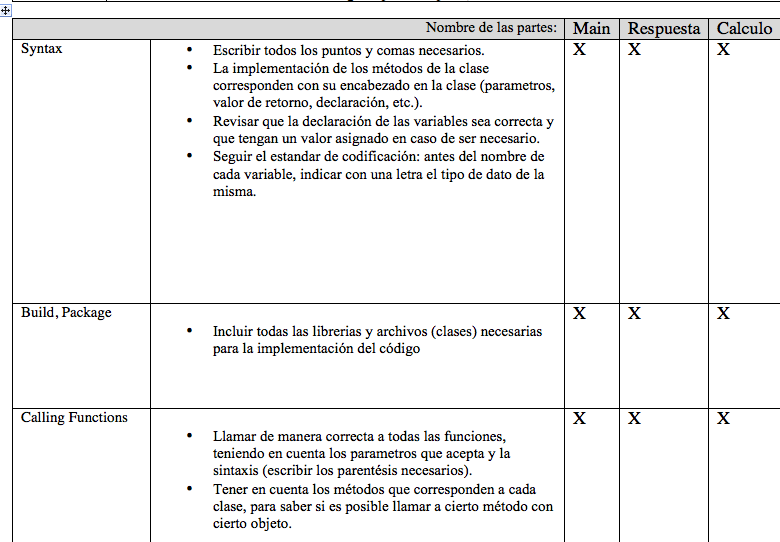 Nombre de las partes: Main Respuesta Calculo
Syntax
• Escribir todos los puntos y comas necesarios.
• La implementación de los métodos de la clase
corresponden con su encabezado en la clase (parametros,
valor de retorno, declaración, etc.).
• Revisar que la declaración de las variables sea correcta y
que tengan un valor asignado en caso de ser necesario.
• Seguir el estandar de codificación: antes del nombre de
cada variable, indicar con una letra el tipo de dato de la
misma.
X X X
Build, Package
• Incluir todas las librerias y archivos (clases) necesarias
para la implementación del código
X X X
Calling Functions
• Llamar de manera correcta a todas las funciones,
teniendo en cuenta los parametros que acepta y la
sintaxis (escribir los parentésis necesarios).
• Tener en cuenta los métodos que corresponden a cada
clase, para saber si es posible llamar a cierto método con
cierto objeto.
X X X